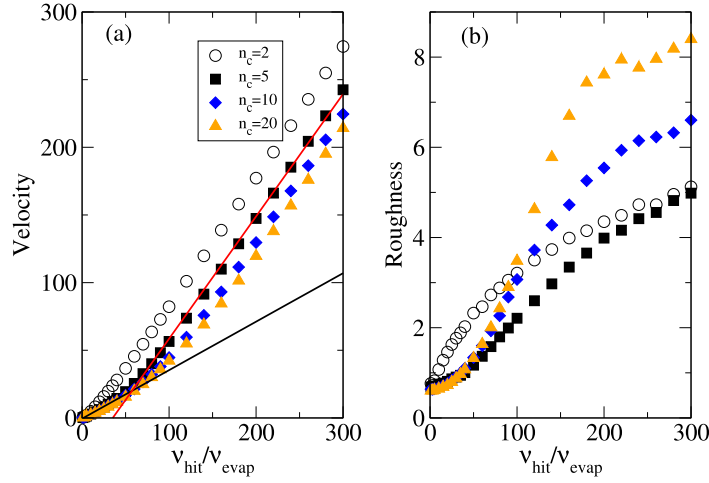 (a)
n_c=2
n_c=5
n_c=10
n_c=20
Velocity
300
200
100
0
0
100
200
300
ν_hit/ν_evap
(b)
Roughness
8
6
4
2
0
0
100
200
300
ν_hit/ν_evap